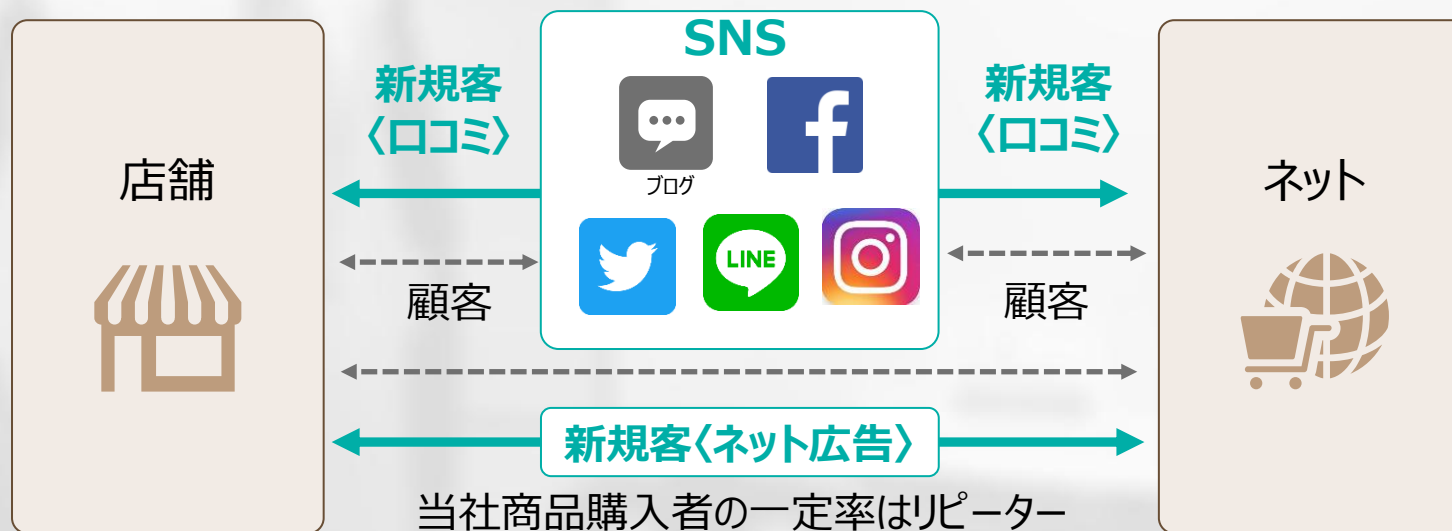 SNS
新規客
〈口コミ〉
新規客
〈口コミ〉
ブログ
店舗
ネット
LINE
顧客
顧客
新規客〈ネット広告〉
当社商品購入者の一定率はリピーター